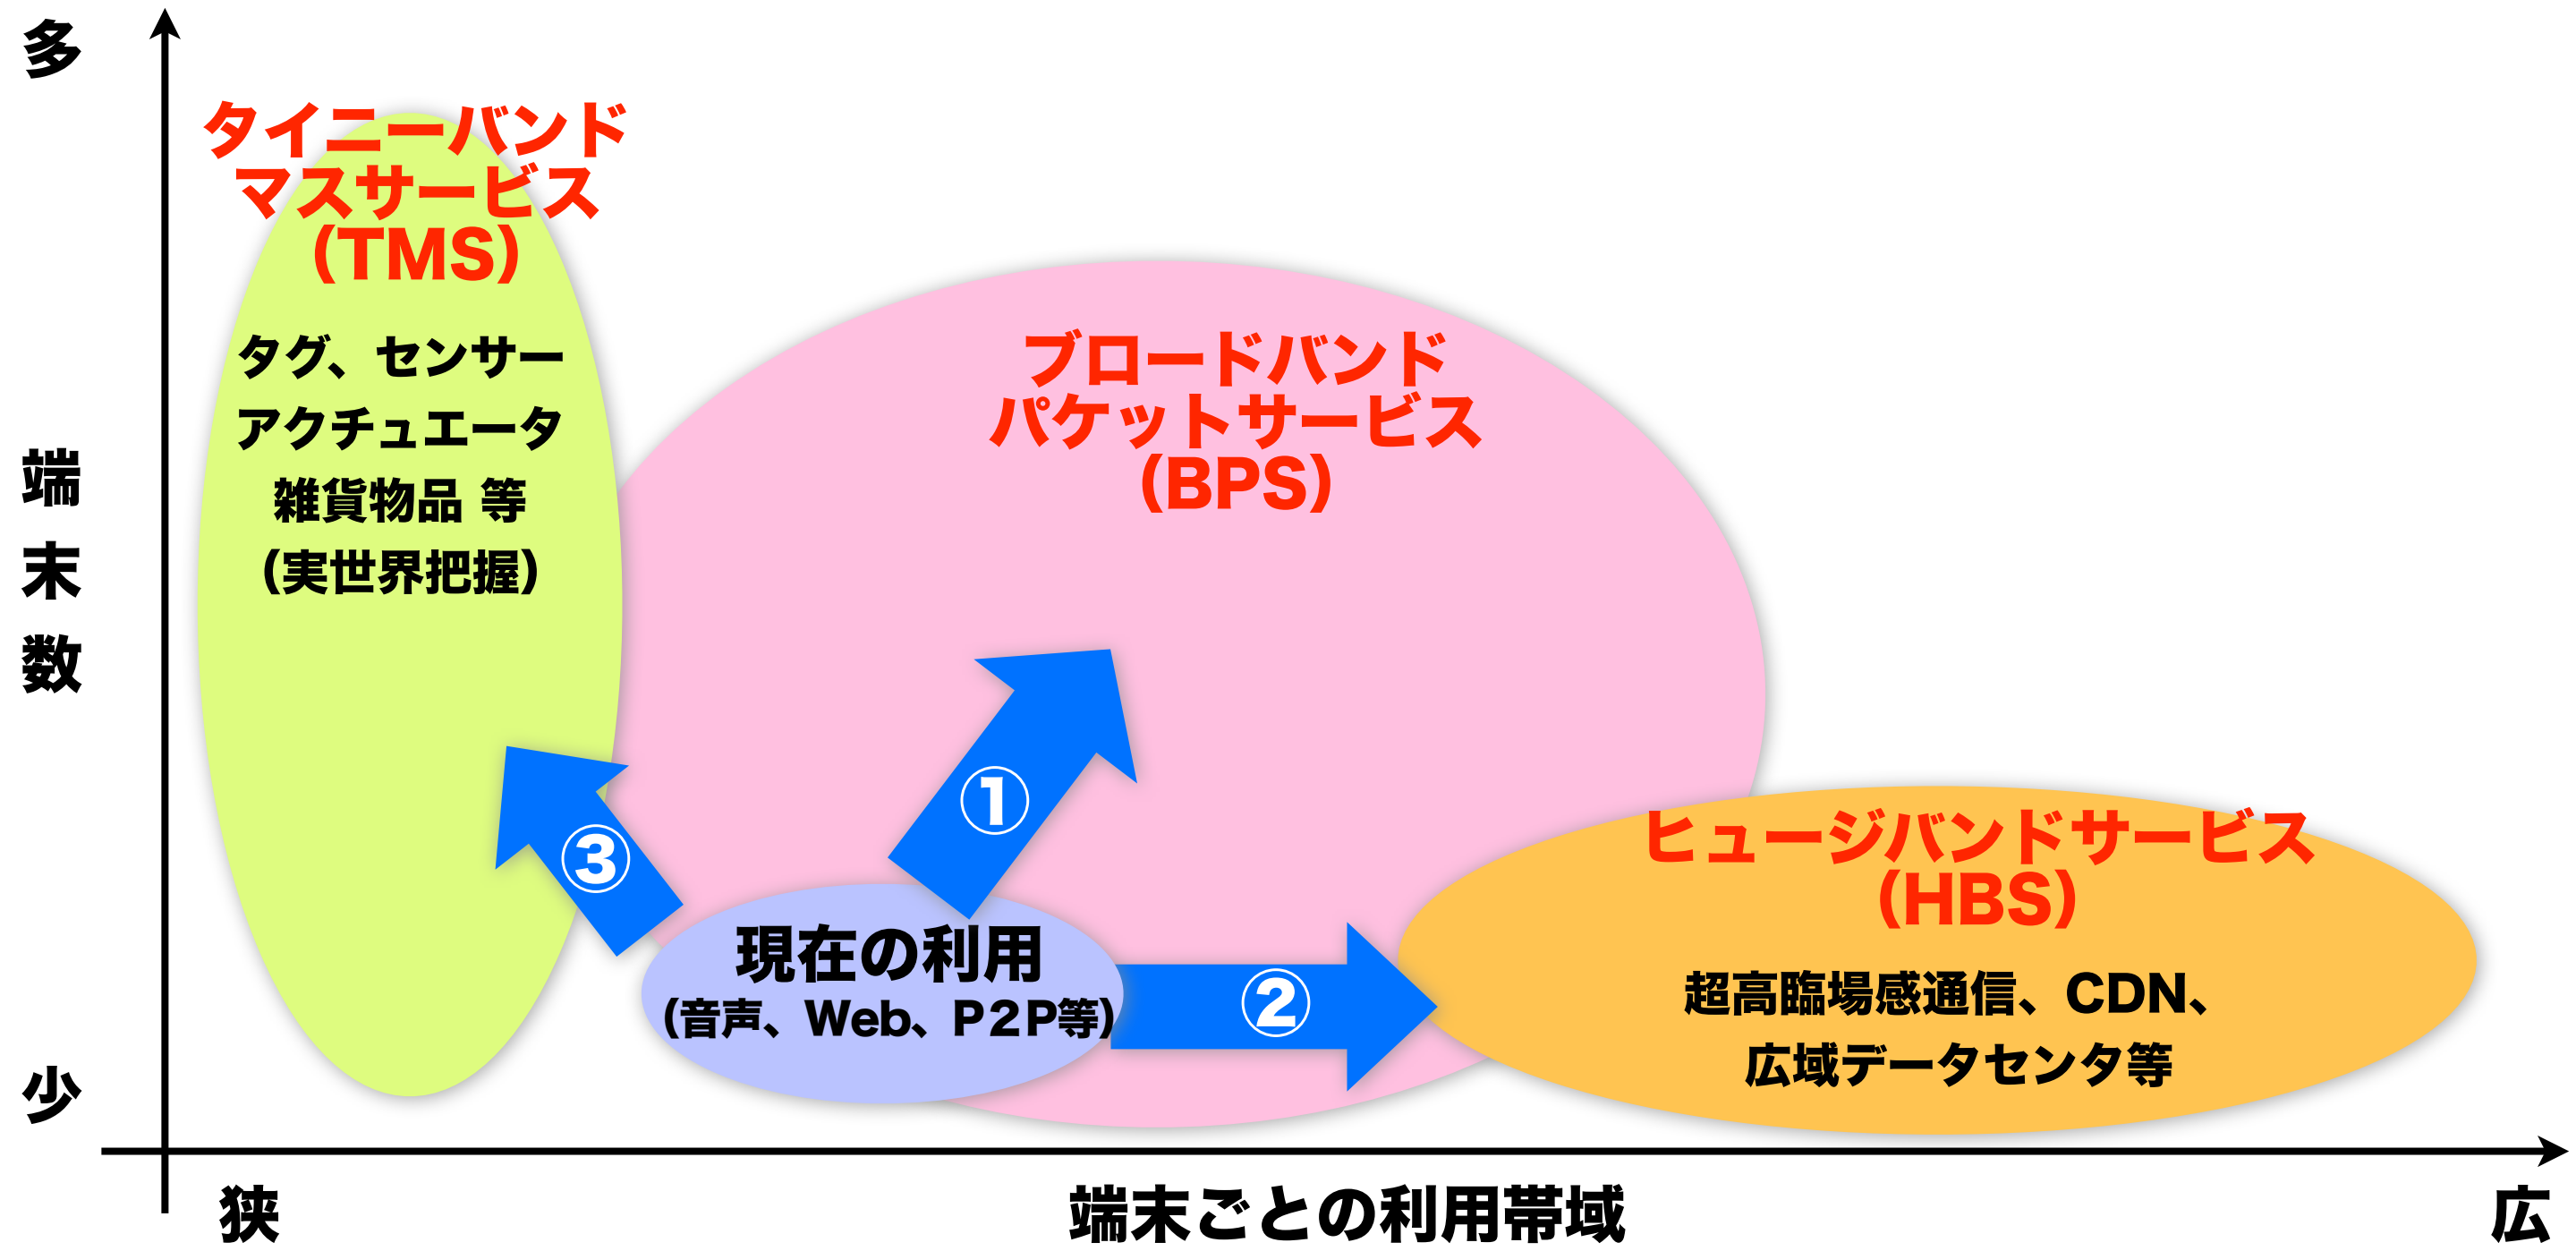 多
端
末
数
少
タイニーバンド
マスサービス
(TMS)
タグ、センサー
アクチュエータ
雑貨物品 等
(実世界把握)
ブロードバンド
パケットサービス
(BPS)
①
③
②
現在の利用
(音声、Web、P２P等)
ヒュージバンドサービス
(HBS)
超高臨場感通信、CDN、
広域データセンタ等
狭
端末ごとの利用帯域
広